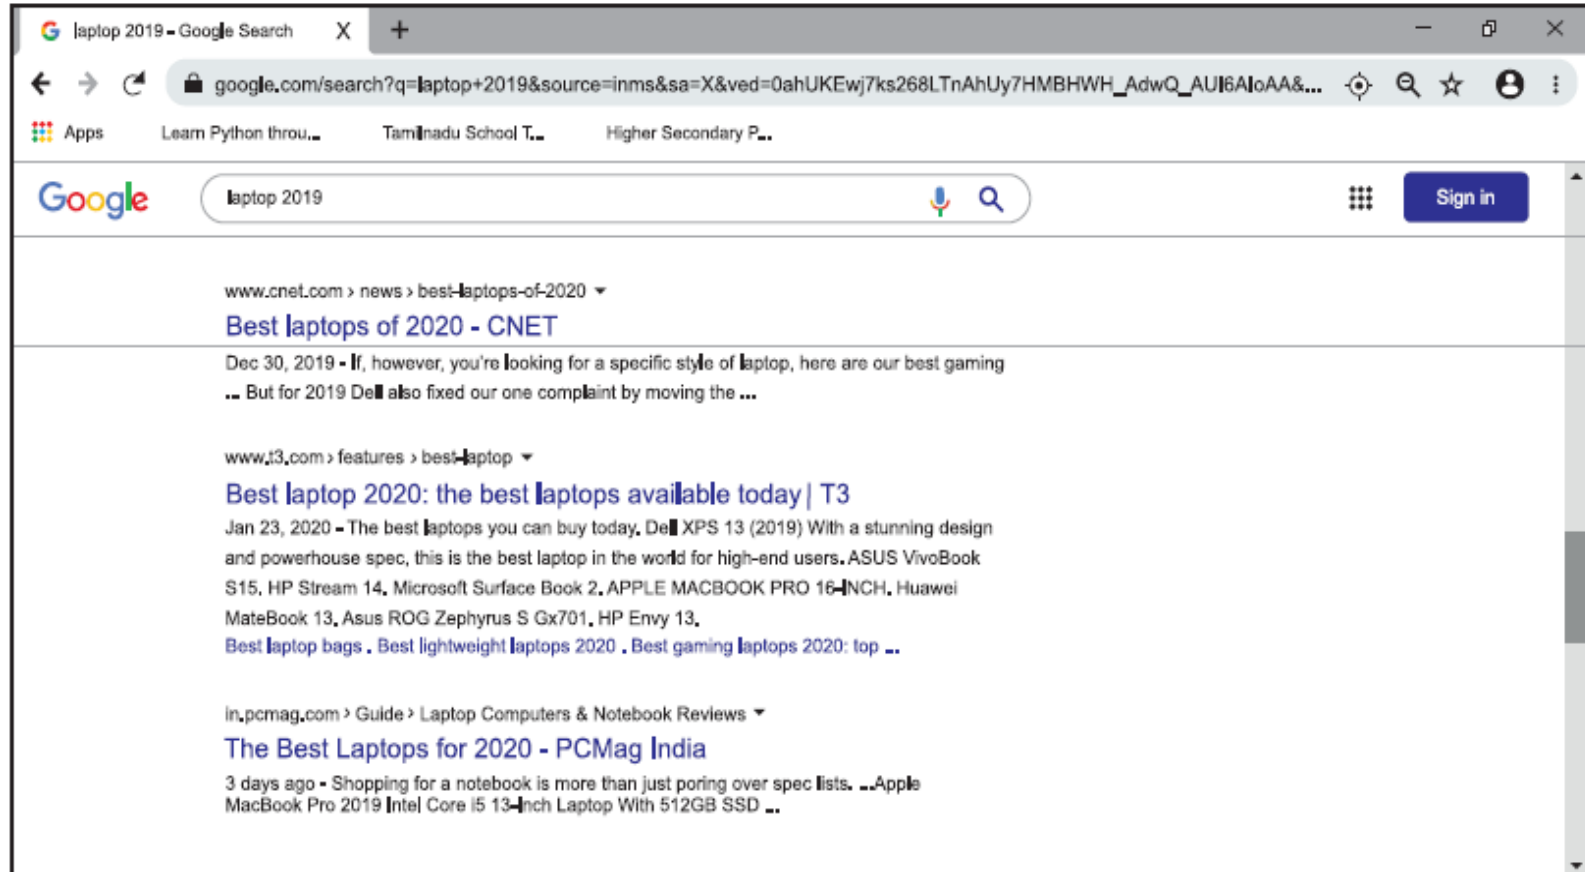 laptop 2019 - Google Search X +
google.com/search?q=laptop+2019&source=inms&sa=X&ved=0ahUKEwj7ks268LTnAhUy7HMBHWH_AdwQ_AUI6AIoAA&...
Apps Learn Python throu... Tamilnadu School T... Higher Secondary P...
Google laptop 2019 Sign in
www.cnet.com › news › best-laptops-of-2020
Best laptops of 2020 - CNET
Dec 30, 2019 - If, however, you're looking for a specific style of laptop, here are our best gaming
... But for 2019 Dell also fixed our one complaint by moving the ...
www.t3.com › features › best-laptop
Best laptop 2020: the best laptops available today | T3
Jan 23, 2020 - The best laptops you can buy today. Dell XPS 13 (2019) With a stunning design
and powerhouse spec, this is the best laptop in the world for high-end users. ASUS VivoBook
S15. HP Stream 14. Microsoft Surface Book 2. APPLE MACBOOK PRO 16-INCH. Huawei
MateBook 13. Asus ROG Zephyrus S Gx701. HP Envy 13.
Best laptop bags . Best lightweight laptops 2020 . Best gaming laptops 2020: top ...
in.pcmag.com › Guide › Laptop Computers & Notebook Reviews
The Best Laptops for 2020 - PCMag India
3 days ago - Shopping for a notebook is more than just poring over spec lists. ...Apple
MacBook Pro 2019 Intel Core i5 13-Inch Laptop With 512GB SSD ...